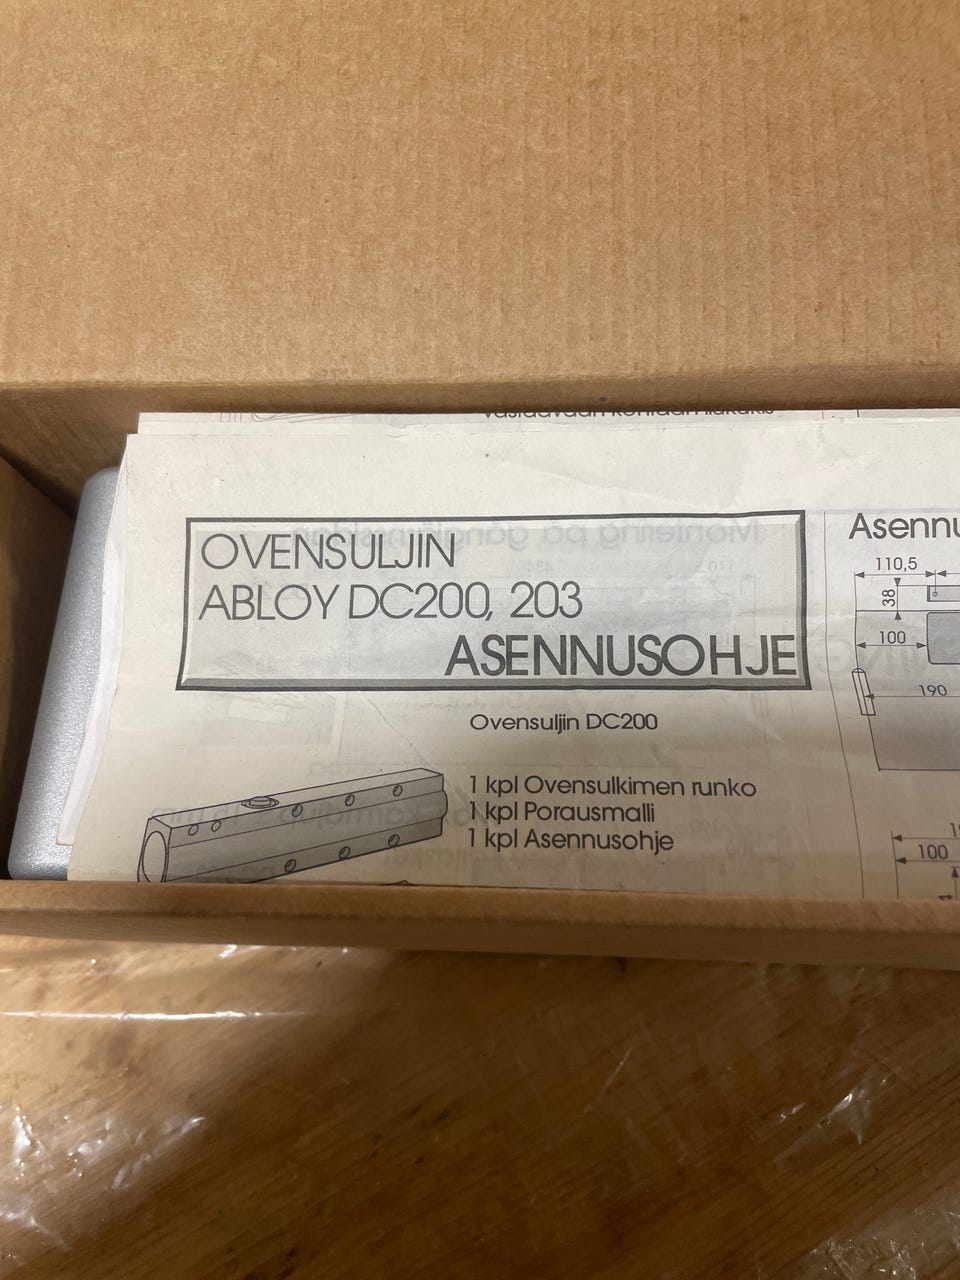 OVENSULJIN
ABLOY DC200, 203
ASENNUSOHJE
Ovensuljin DC200
1 kpl Ovensulkimen runko
1 kpl Porausmalli
1 kpl Asennusohje
110,5
38
100
190
100